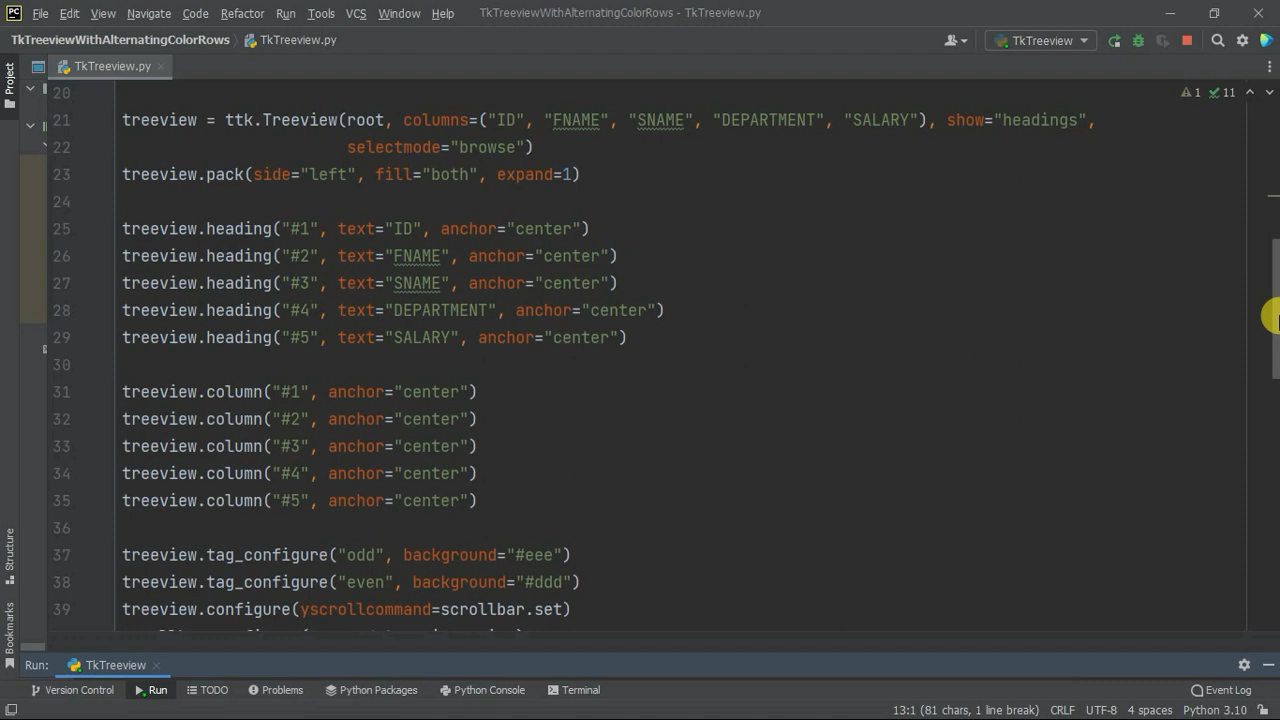 PC File Edit View Navigate Code Refactor Run Tools VCS Window Help TkTreeviewWithAlternatingColorRows - TkTreeview.py
TkTreeviewWithAlternatingColorRows TkTreeview.py TkTreeview
Project TkTreeview.py
20 1 11
21 treeview = ttk.Treeview(root, columns=("ID", "FNAME", "SNAME", "DEPARTMENT", "SALARY"), show="headings",
22 selectmode="browse")
23 treeview.pack(side="left", fill="both", expand=1)
24
25 treeview.heading("#1", text="ID", anchor="center")
26 treeview.heading("#2", text="FNAME", anchor="center")
27 treeview.heading("#3", text="SNAME", anchor="center")
28 treeview.heading("#4", text="DEPARTMENT", anchor="center")
29 treeview.heading("#5", text="SALARY", anchor="center")
30
31 treeview.column("#1", anchor="center")
32 treeview.column("#2", anchor="center")
33 treeview.column("#3", anchor="center")
34 treeview.column("#4", anchor="center")
35 treeview.column("#5", anchor="center")
36
37 treeview.tag_configure("odd", background="#eee")
38 treeview.tag_configure("even", background="#ddd")
39 treeview.configure(yscrollcommand=scrollbar.set)
Structure
Bookmarks
Run: TkTreeview
Version Control Run TODO Problems Python Packages Python Console Terminal Event Log
13:1 (81 chars, 1 line break) CRLF UTF-8 4 spaces Python 3.10